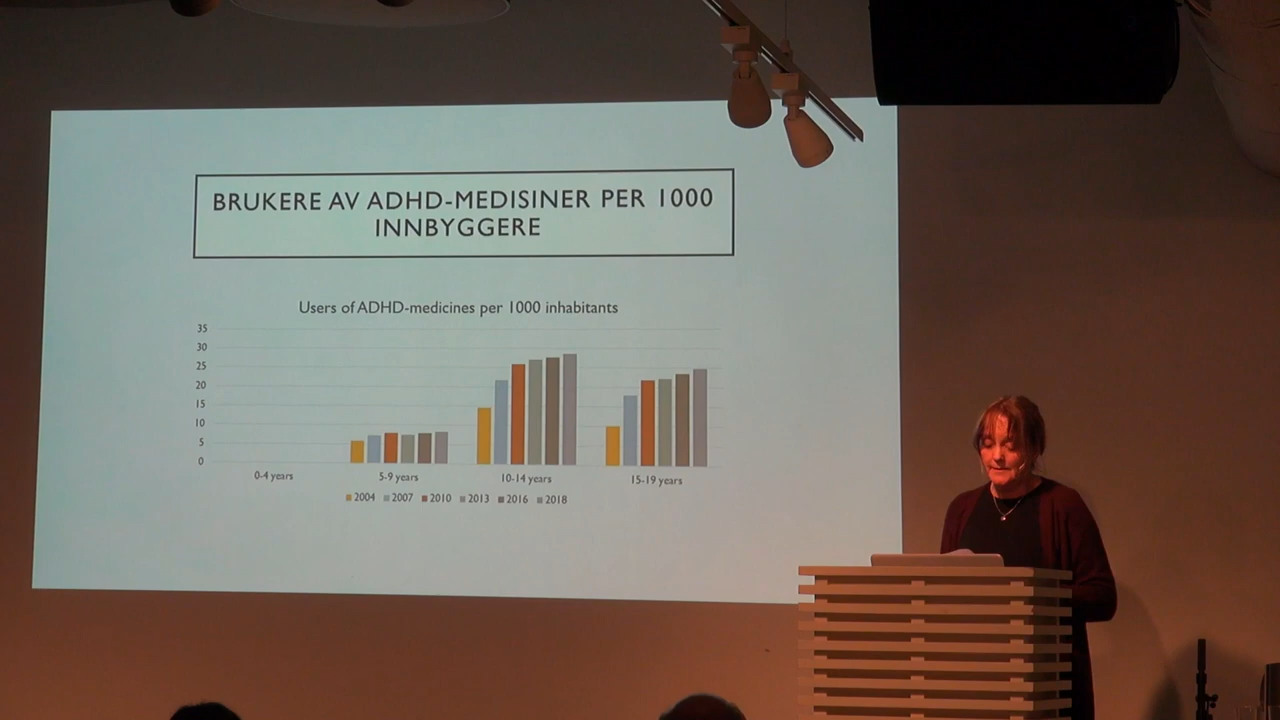 BRUKERE AV ADHD-MEDISINER PER 1000
INNBYGGERE
Users of ADHD-medicines per 1000 inhabitants
35
30
25
20
15
10
5
0
0-4 years
5-9 years
10-14 years
15-19 years
2004 2007 2010 2013 2016 2018